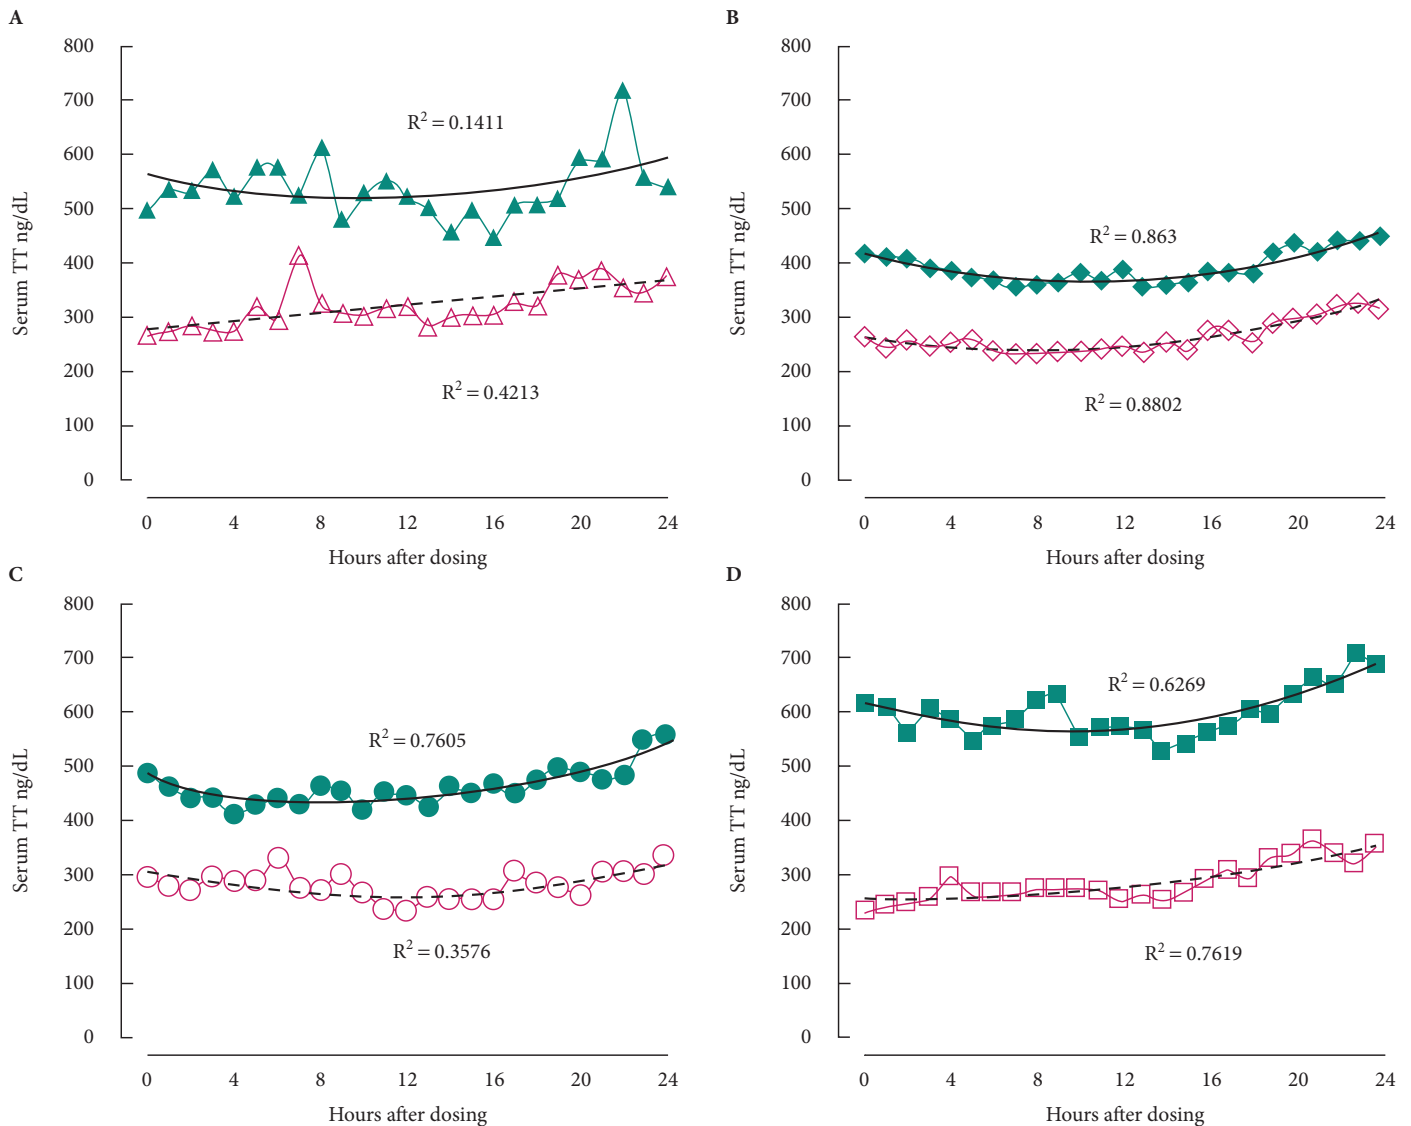 A
800
700
600
500
400
300
200
100
0
Serum TT ng/dL
R² = 0.1411
R² = 0.4213
0 4 8 12 16 20 24
Hours after dosing
B
800
700
600
500
400
300
200
100
0
Serum TT ng/dL
R² = 0.863
R² = 0.8802
0 4 8 12 16 20 24
Hours after dosing
C
800
700
600
500
400
300
200
100
0
Serum TT ng/dL
R² = 0.7605
R² = 0.3576
0 4 8 12 16 20 24
Hours after dosing
D
800
700
600
500
400
300
200
100
0
Serum TT ng/dL
R² = 0.6269
R² = 0.7619
0 4 8 12 16 20 24
Hours after dosing